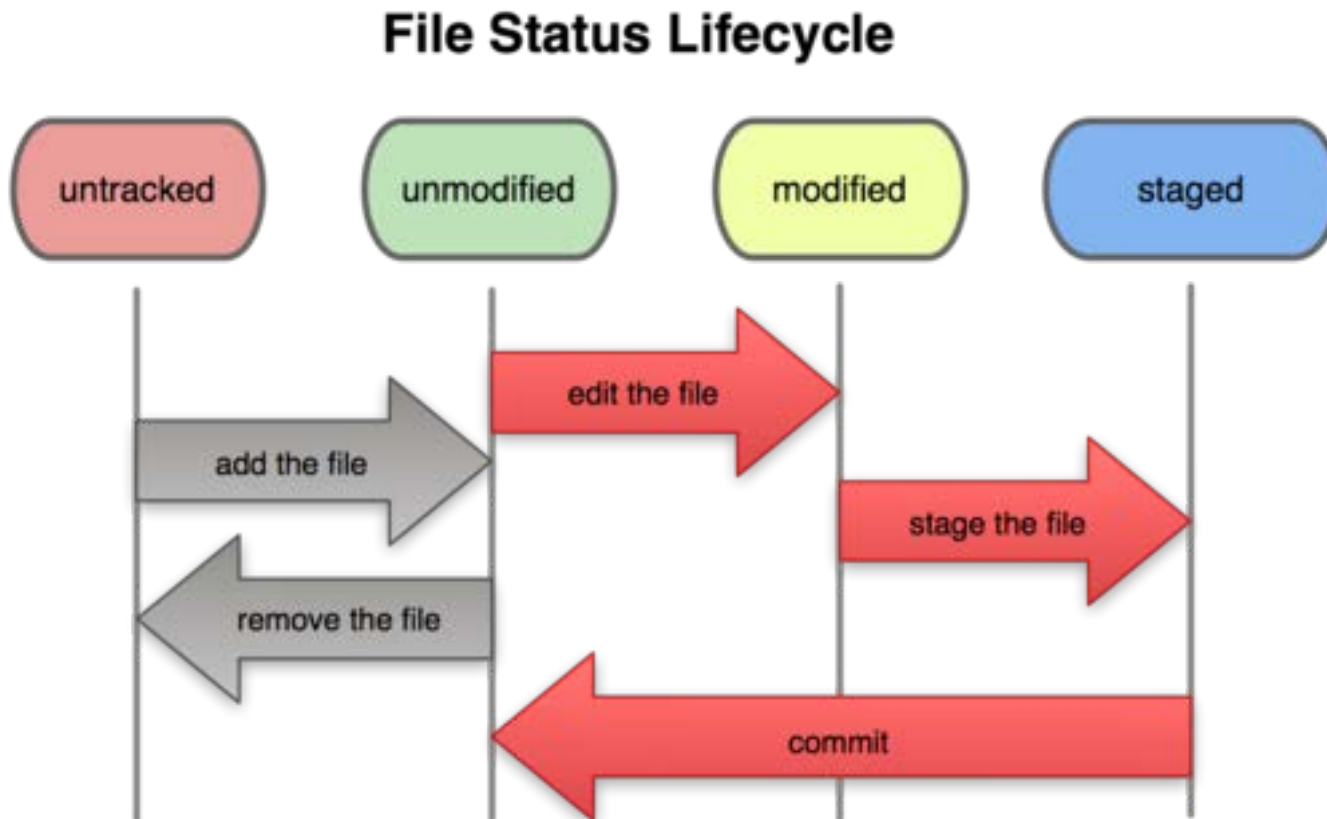 File Status Lifecycle
untracked
unmodified
modified
staged
edit the file
add the file
stage the file
remove the file
commit